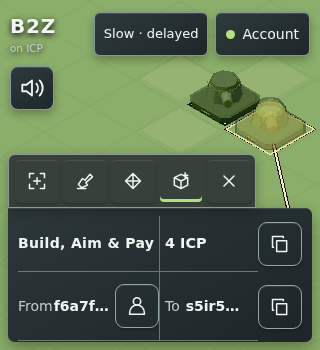 B2Z
on ICP
Slow · delayed
Account
Build, Aim & Pay
4 ICP
From f6a7f...
To s5ir5...